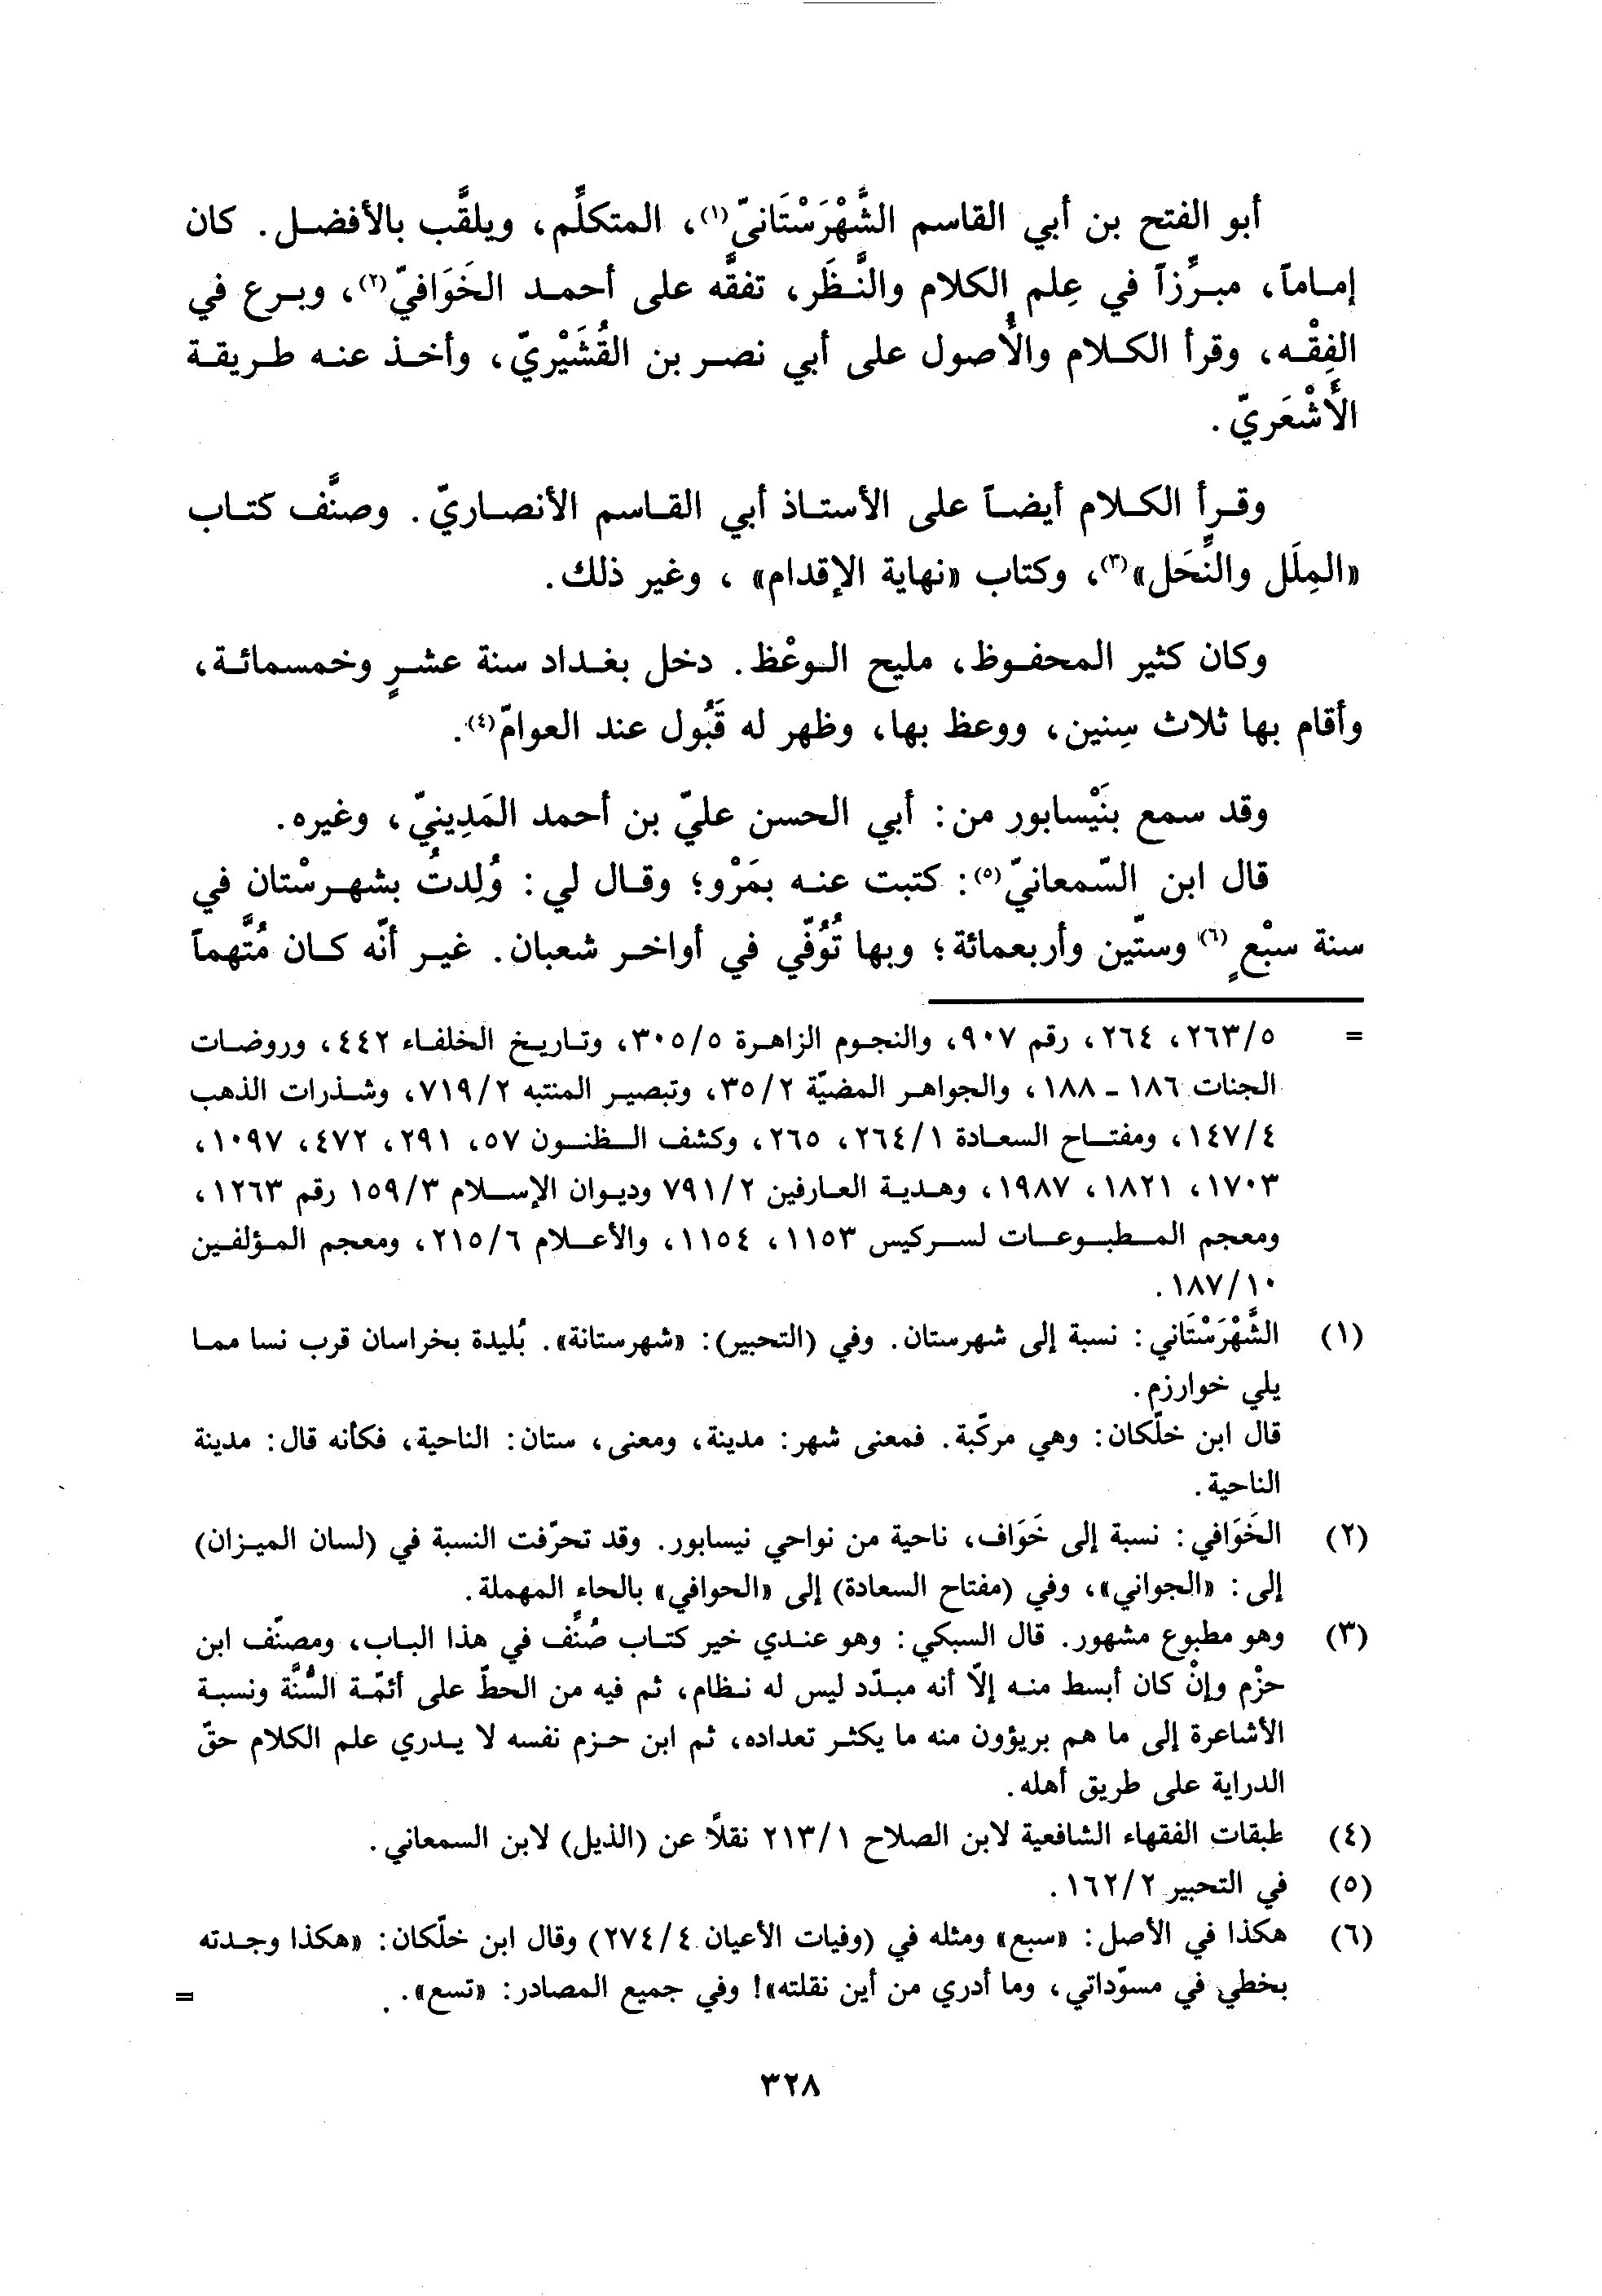 أبو الفتح بن أبي القاسم الشَّهْرَسْتَانيّ(١)، المتكلِّم، ويلقَّب بالأفضل. كان
إماماً، مبرِّزاً في عِلم الكلام والنَّظَر، تفقَّه على أحمد الخَوَافيّ(٢)، وبرع في
الفِقْه، وقرأ الكلام والأُصول على أبي نصر بن القُشَيْريّ، وأخذ عنه طريقة
الأَشْعَريّ.
وقرأ الكلام أيضاً على الأستاذ أبي القاسم الأنصاريّ. وصنَّف كتاب
«المِلَل والنِّحَل»(٣)، وكتاب «نهاية الإقدام»، وغير ذلك.
وكان كثير المحفوظ، مليح الوعْظ. دخل بغداد سنة عشرٍ وخمسمائة،
وأقام بها ثلاث سِنين، ووعظ بها، وظهر له قَبُول عند العوامّ(٤).
وقد سمع بنَيْسابور من: أبي الحسن عليّ بن أحمد المَدِينيّ، وغيره.
قال ابن السّمعانيّ(٥): كتبت عنه بمَرْو؛ وقال لي: وُلِدتُ بشهرسْتان في
سنة سبْعٍ(٦) وستّين وأربعمائة؛ وبها تُوُفّي في أواخر شعبان. غير أنّه كان مُتَّهماً
= ٢٦٣/٥، ٢٦٤، رقم ٩٠٧، والنجوم الزاهرة ٣٠٥/٥، وتاريخ الخلفاء ٤٤٢، وروضات
الجنات ١٨٦ - ١٨٨، والجواهر المضيّة ٣٥/٢، وتبصير المنتبه ٧١٩/٢، وشذرات الذهب
١٤٧/٤، ومفتاح السعادة ٢٦٤/١، ٢٦٥، وكشف الظنون ٥٧، ٢٩١، ٤٧٢، ١٠٩٧،
١٧٠٣، ١٨٢١، ١٩٨٧، وهدية العارفين ٧٩١/٢ وديوان الإسلام ١٥٩/٣ رقم ١٢٦٣،
ومعجم المطبوعات لسركيس ١١٥٣، ١١٥٤، والأعلام ٢١٥/٦، ومعجم المؤلفين
١٨٧/١٠.
(١) الشَّهْرَسْتَاني: نسبة إلى شهرستان. وفي (التحبير): «شهرستانة». بُليدة بخراسان قرب نسا مما
يلي خوارزم.
قال ابن خلّكان: وهي مركّبة. فمعنى شهر: مدينة، ومعنى، ستان: الناحية، فكأنه قال: مدينة
الناحية.
(٢) الخَوَافي: نسبة إلى خَوَاف، ناحية من نواحي نيسابور. وقد تحرّفت النسبة في (لسان الميزان)
إلى: «الجواني»، وفي (مفتاح السعادة) إلى «الحوافي» بالحاء المهملة.
(٣) وهو مطبوع مشهور. قال السبكي: وهو عندي خير كتاب صُنِّف في هذا الباب، ومصنّف ابن
حزْم وإنْ كان أبسط منه إلّا أنه مبدّد ليس له نظام، ثم فيه من الحطّ على أئمّة السُّنَّة ونسبة
الأشاعرة إلى ما هم بريؤون منه ما يكثر تعداده، ثم ابن حزم نفسه لا يدري علم الكلام حقّ
الدراية على طريق أهله.
(٤) طبقات الفقهاء الشافعية لابن الصلاح ٢١٣/١ نقلاً عن (الذيل) لابن السمعاني.
(٥) في التحبير ١٦٢/٢.
(٦) هكذا في الأصل: «سبع» ومثله في (وفيات الأعيان ٢٧٤/٤) وقال ابن خلّكان: «هكذا وجدته
بخطي في مسوّداتي، وما أدري من أين نقلته»! وفي جميع المصادر: «تسع». =
٣٢٨